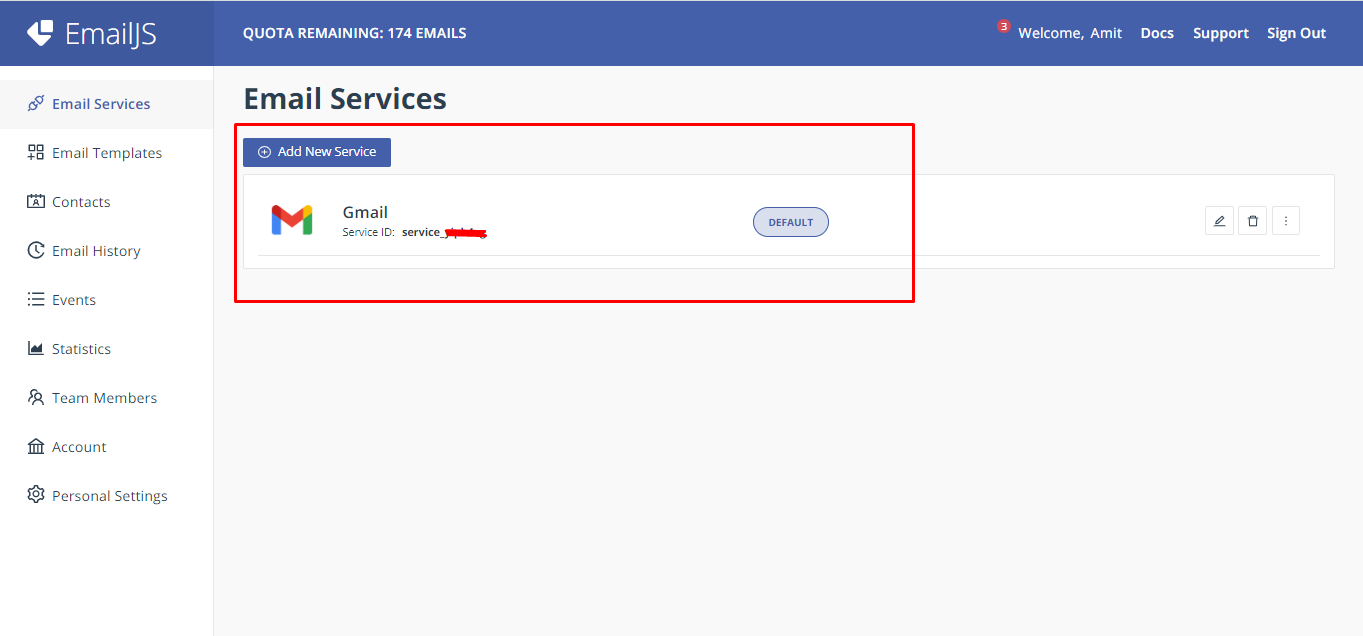 EmailJS
QUOTA REMAINING: 174 EMAILS
3
Welcome, Amit
Docs
Support
Sign Out
Email Services
Email Templates
Contacts
Email History
Events
Statistics
Team Members
Account
Personal Settings
Email Services
Add New Service
Gmail
Service ID: service_
DEFAULT